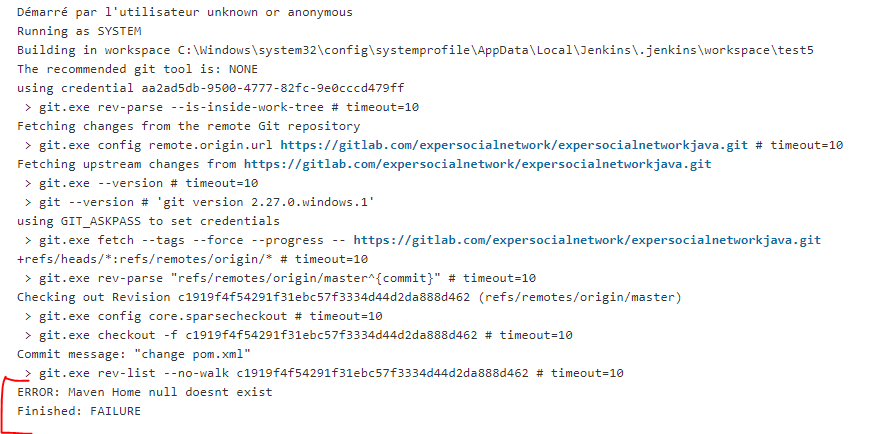 Démarré par l'utilisateur unknown or anonymous
Running as SYSTEM
Building in workspace C:\Windows\system32\config\systemprofile\AppData\Local\Jenkins\.jenkins\workspace\test5
The recommended git tool is: NONE
using credential aa2ad5db-9500-4777-82fc-9e0cccd479ff
> git.exe rev-parse --is-inside-work-tree # timeout=10
Fetching changes from the remote Git repository
> git.exe config remote.origin.url https://gitlab.com/expersocialnetwork/expersocialnetworkjava.git # timeout=10
Fetching upstream changes from https://gitlab.com/expersocialnetwork/expersocialnetworkjava.git
> git.exe --version # timeout=10
> git --version # 'git version 2.27.0.windows.1'
using GIT_ASKPASS to set credentials
> git.exe fetch --tags --force --progress -- https://gitlab.com/expersocialnetwork/expersocialnetworkjava.git
+refs/heads/*:refs/remotes/origin/* # timeout=10
> git.exe rev-parse "refs/remotes/origin/master^{commit}" # timeout=10
Checking out Revision c1919f4f54291f31ebc57f3334d44d2da888d462 (refs/remotes/origin/master)
> git.exe config core.sparsecheckout # timeout=10
> git.exe checkout -f c1919f4f54291f31ebc57f3334d44d2da888d462 # timeout=10
Commit message: "change pom.xml"
> git.exe rev-list --no-walk c1919f4f54291f31ebc57f3334d44d2da888d462 # timeout=10
ERROR: Maven Home null doesnt exist
Finished: FAILURE